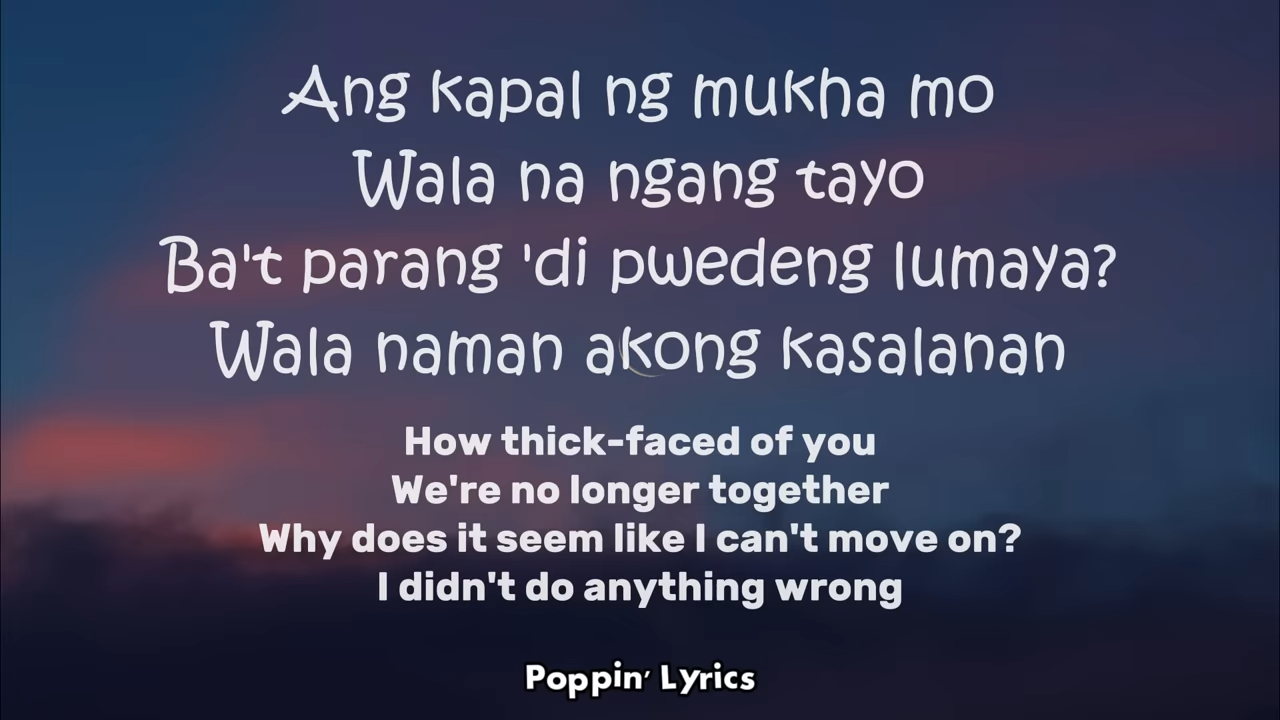 Ang kapal ng mukha mo
Wala na ngang tayo
Ba't parang 'di pwedeng lumaya?
Wala naman akong kasalanan
How thick-faced of you
We're no longer together
Why does it seem like I can't move on?
I didn't do anything wrong
Poppin' Lyrics